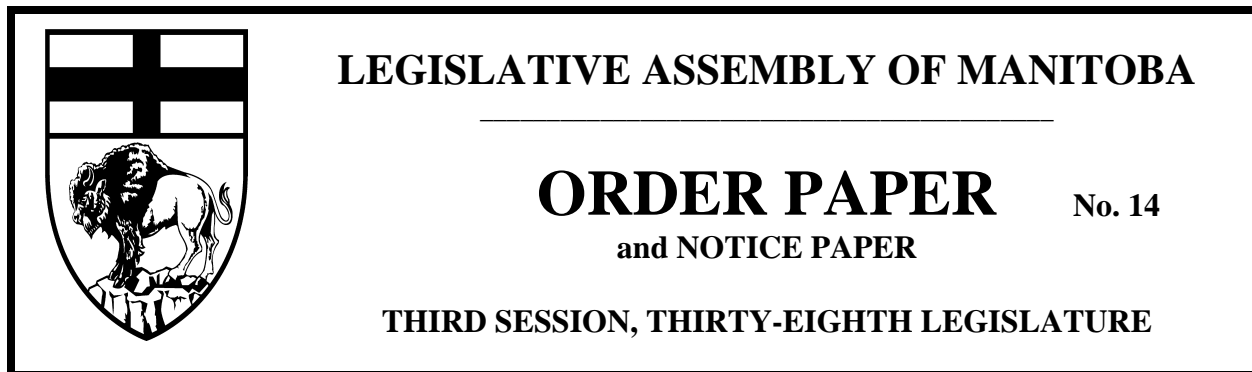 LEGISLATIVE ASSEMBLY OF MANITOBA
ORDER PAPER No. 14
and NOTICE PAPER
THIRD SESSION, THIRTY-EIGHTH LEGISLATURE